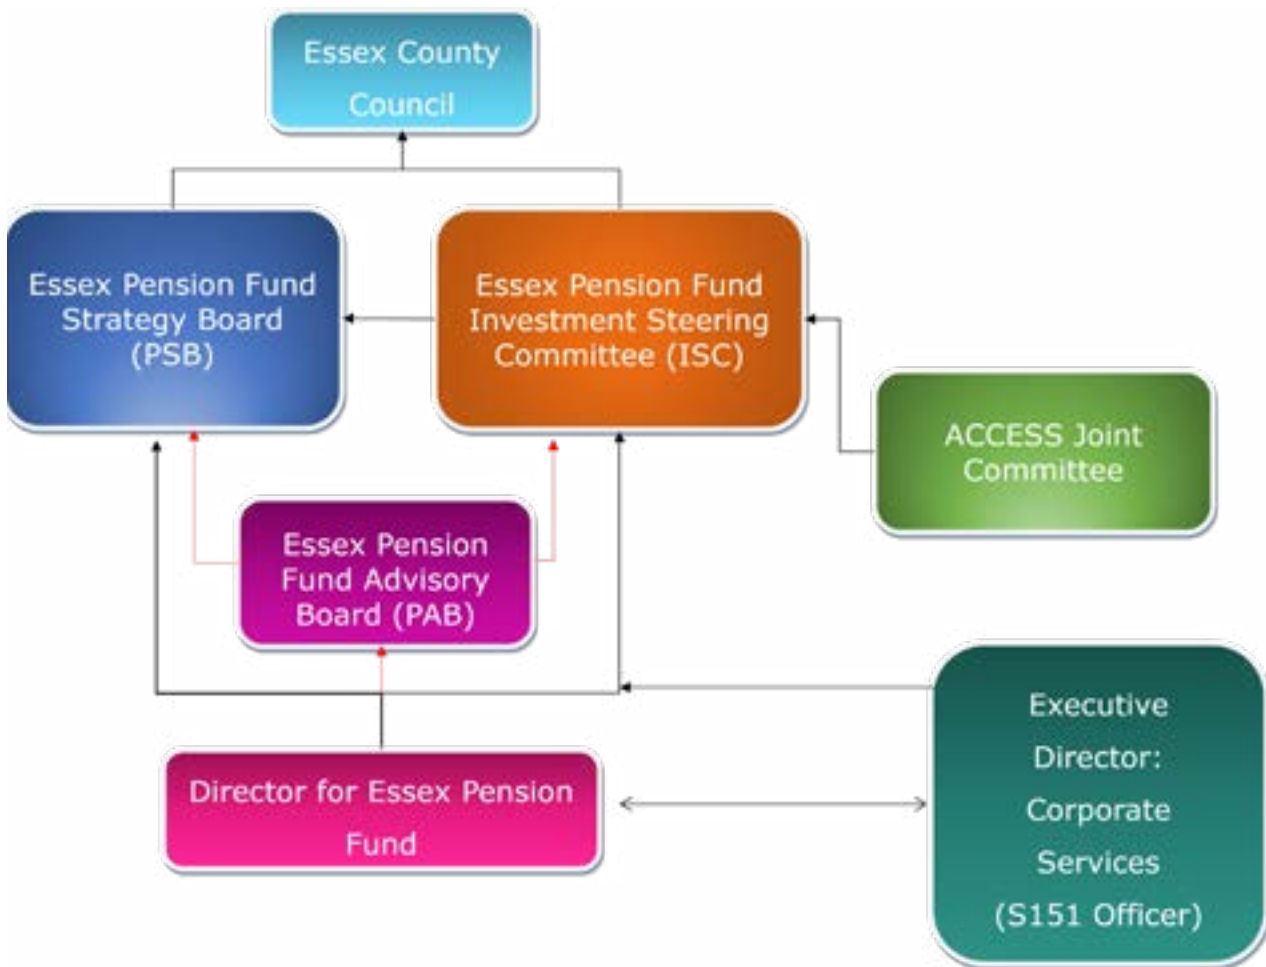 Essex County
Council
Essex Pension Fund
Strategy Board
(PSB)
Essex Pension Fund
Investment Steering
Committee (ISC)
ACCESS Joint
Committee
Essex Pension
Fund Advisory
Board (PAB)
Executive
Director:
Corporate
Services
(S151 Officer)
Director for Essex Pension
Fund